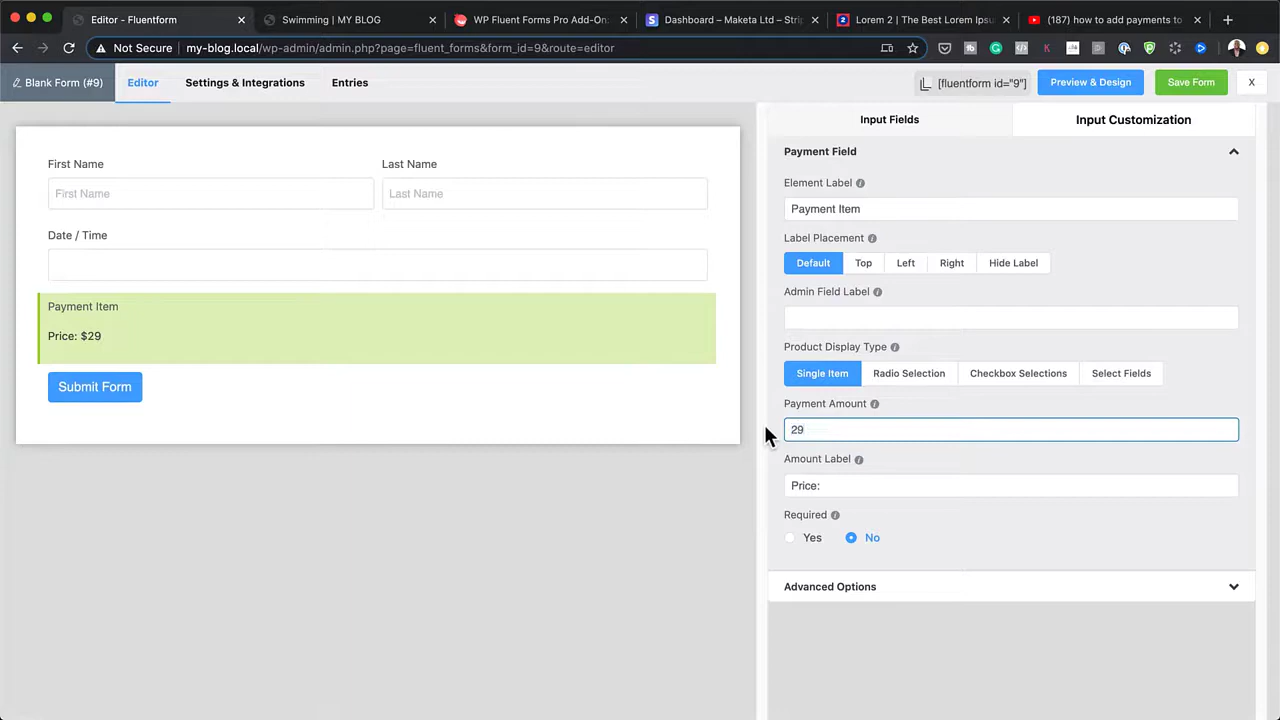 Editor - Fluentform
Swimming | MY BLOG
WP Fluent Forms Pro Add-On:
Dashboard – Maketa Ltd – Strip
Lorem 2 | The Best Lorem Ipsu
(187) how to add payments to
Not Secure
my-blog.local/wp-admin/admin.php?page=fluent_forms&form_id=9&route=editor
Blank Form (#9)
Editor
Settings & Integrations
Entries
[fluentform id="9"]
Preview & Design
Save Form
X
Input Fields
Input Customization
First Name
Last Name
First Name
Last Name
Date / Time
Payment Item
Price: $29
Submit Form
Payment Field
Element Label
Payment Item
Label Placement
Default
Top
Left
Right
Hide Label
Admin Field Label
Product Display Type
Single Item
Radio Selection
Checkbox Selections
Select Fields
Payment Amount
29
Amount Label
Price:
Required
Yes
No
Advanced Options